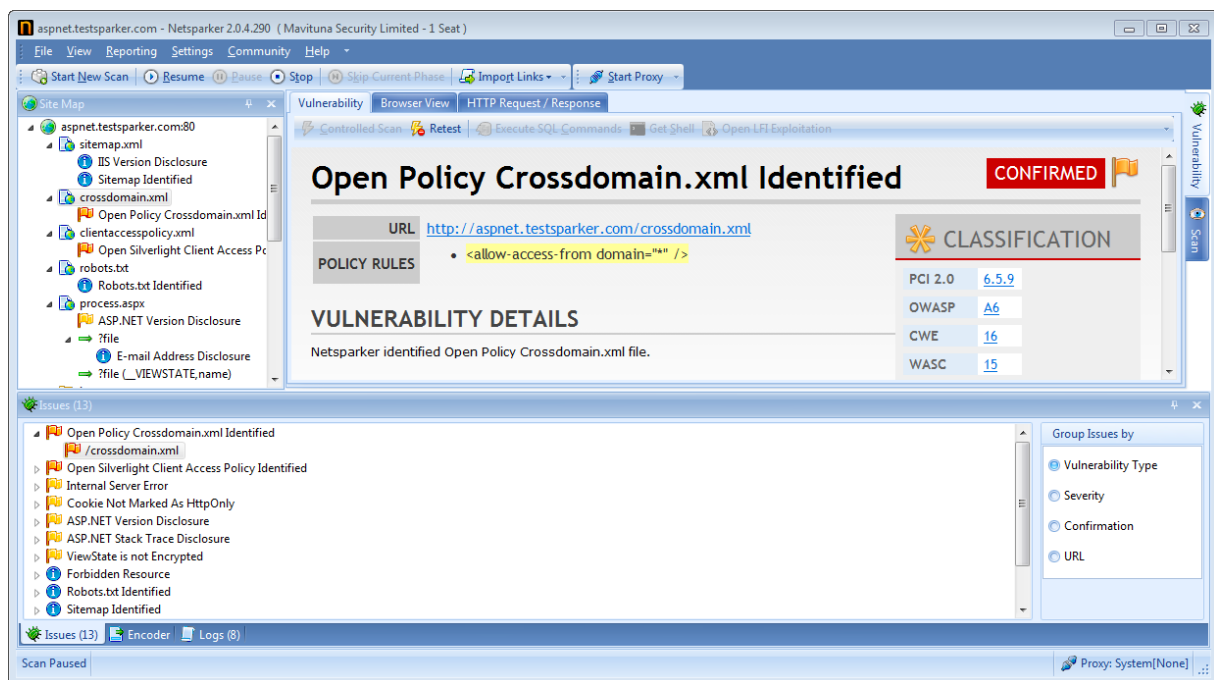 aspnet.testsparker.com - Netsparker 2.0.4.290 ( Mavituna Security Limited - 1 Seat )
File View Reporting Settings Community Help
Start New Scan Resume Pause Stop Skip Current Phase Import Links Start Proxy
Site Map
aspnet.testsparker.com:80
sitemap.xml
IIS Version Disclosure
Sitemap Identified
crossdomain.xml
Open Policy Crossdomain.xml Id
clientaccesspolicy.xml
Open Silverlight Client Access Pc
robots.txt
Robots.txt Identified
process.aspx
ASP.NET Version Disclosure
?file
E-mail Address Disclosure
?file (__VIEWSTATE,name)
Vulnerability Browser View HTTP Request / Response
Controlled Scan Retest Execute SQL Commands Get Shell Open LFI Exploitation
Open Policy Crossdomain.xml Identified
CONFIRMED
URL http://aspnet.testsparker.com/crossdomain.xml
POLICY RULES • <allow-access-from domain="*" />
VULNERABILITY DETAILS
Netsparker identified Open Policy Crossdomain.xml file.
CLASSIFICATION
PCI 2.0 6.5.9
OWASP A6
CWE 16
WASC 15
Vulnerability
Scan
Issues (13)
Open Policy Crossdomain.xml Identified
/crossdomain.xml
Open Silverlight Client Access Policy Identified
Internal Server Error
Cookie Not Marked As HttpOnly
ASP.NET Version Disclosure
ASP.NET Stack Trace Disclosure
ViewState is not Encrypted
Forbidden Resource
Robots.txt Identified
Sitemap Identified
Group Issues by
Vulnerability Type
Severity
Confirmation
URL
Issues (13) Encoder Logs (8)
Scan Paused
Proxy: System[None]